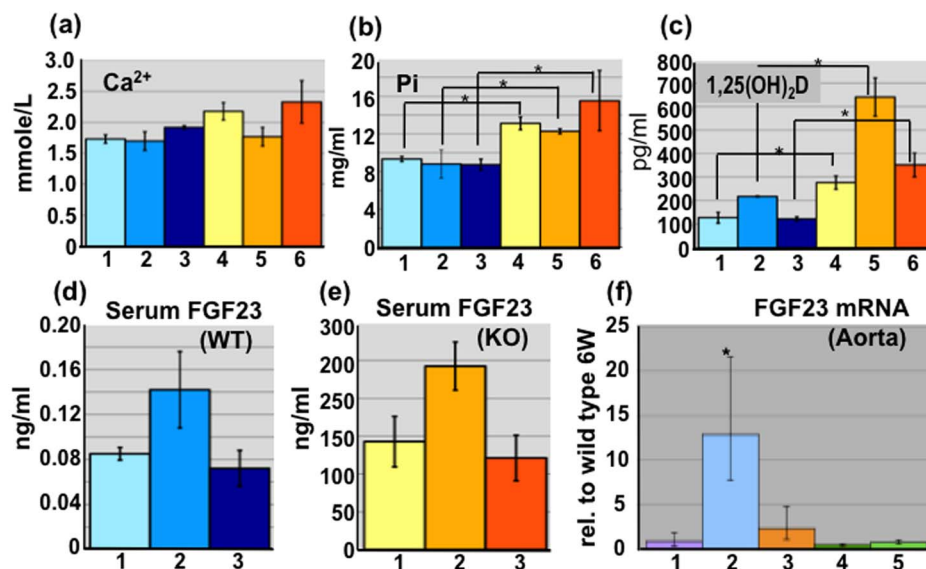 (a)
Ca²⁺
mmole/L
3.0
2.5
2.0
1.5
1.0
0.5
0
1 2 3 4 5 6
(b)
Pi
mg/ml
20
16
12
8
4
0
* * *
1 2 3 4 5 6
(c)
1,25(OH)₂D
pg/ml
800
700
600
500
400
300
200
100
0
* * *
1 2 3 4 5 6
(d)
Serum FGF23
(WT)
ng/ml
0.20
0.16
0.12
0.08
0.04
0
1 2 3
(e)
Serum FGF23
(KO)
ng/ml
300
200
150
100
50
0
1 2 3
(f)
FGF23 mRNA
(Aorta)
rel. to wild type 6W
25
20
15
10
5
0
*
1 2 3 4 5